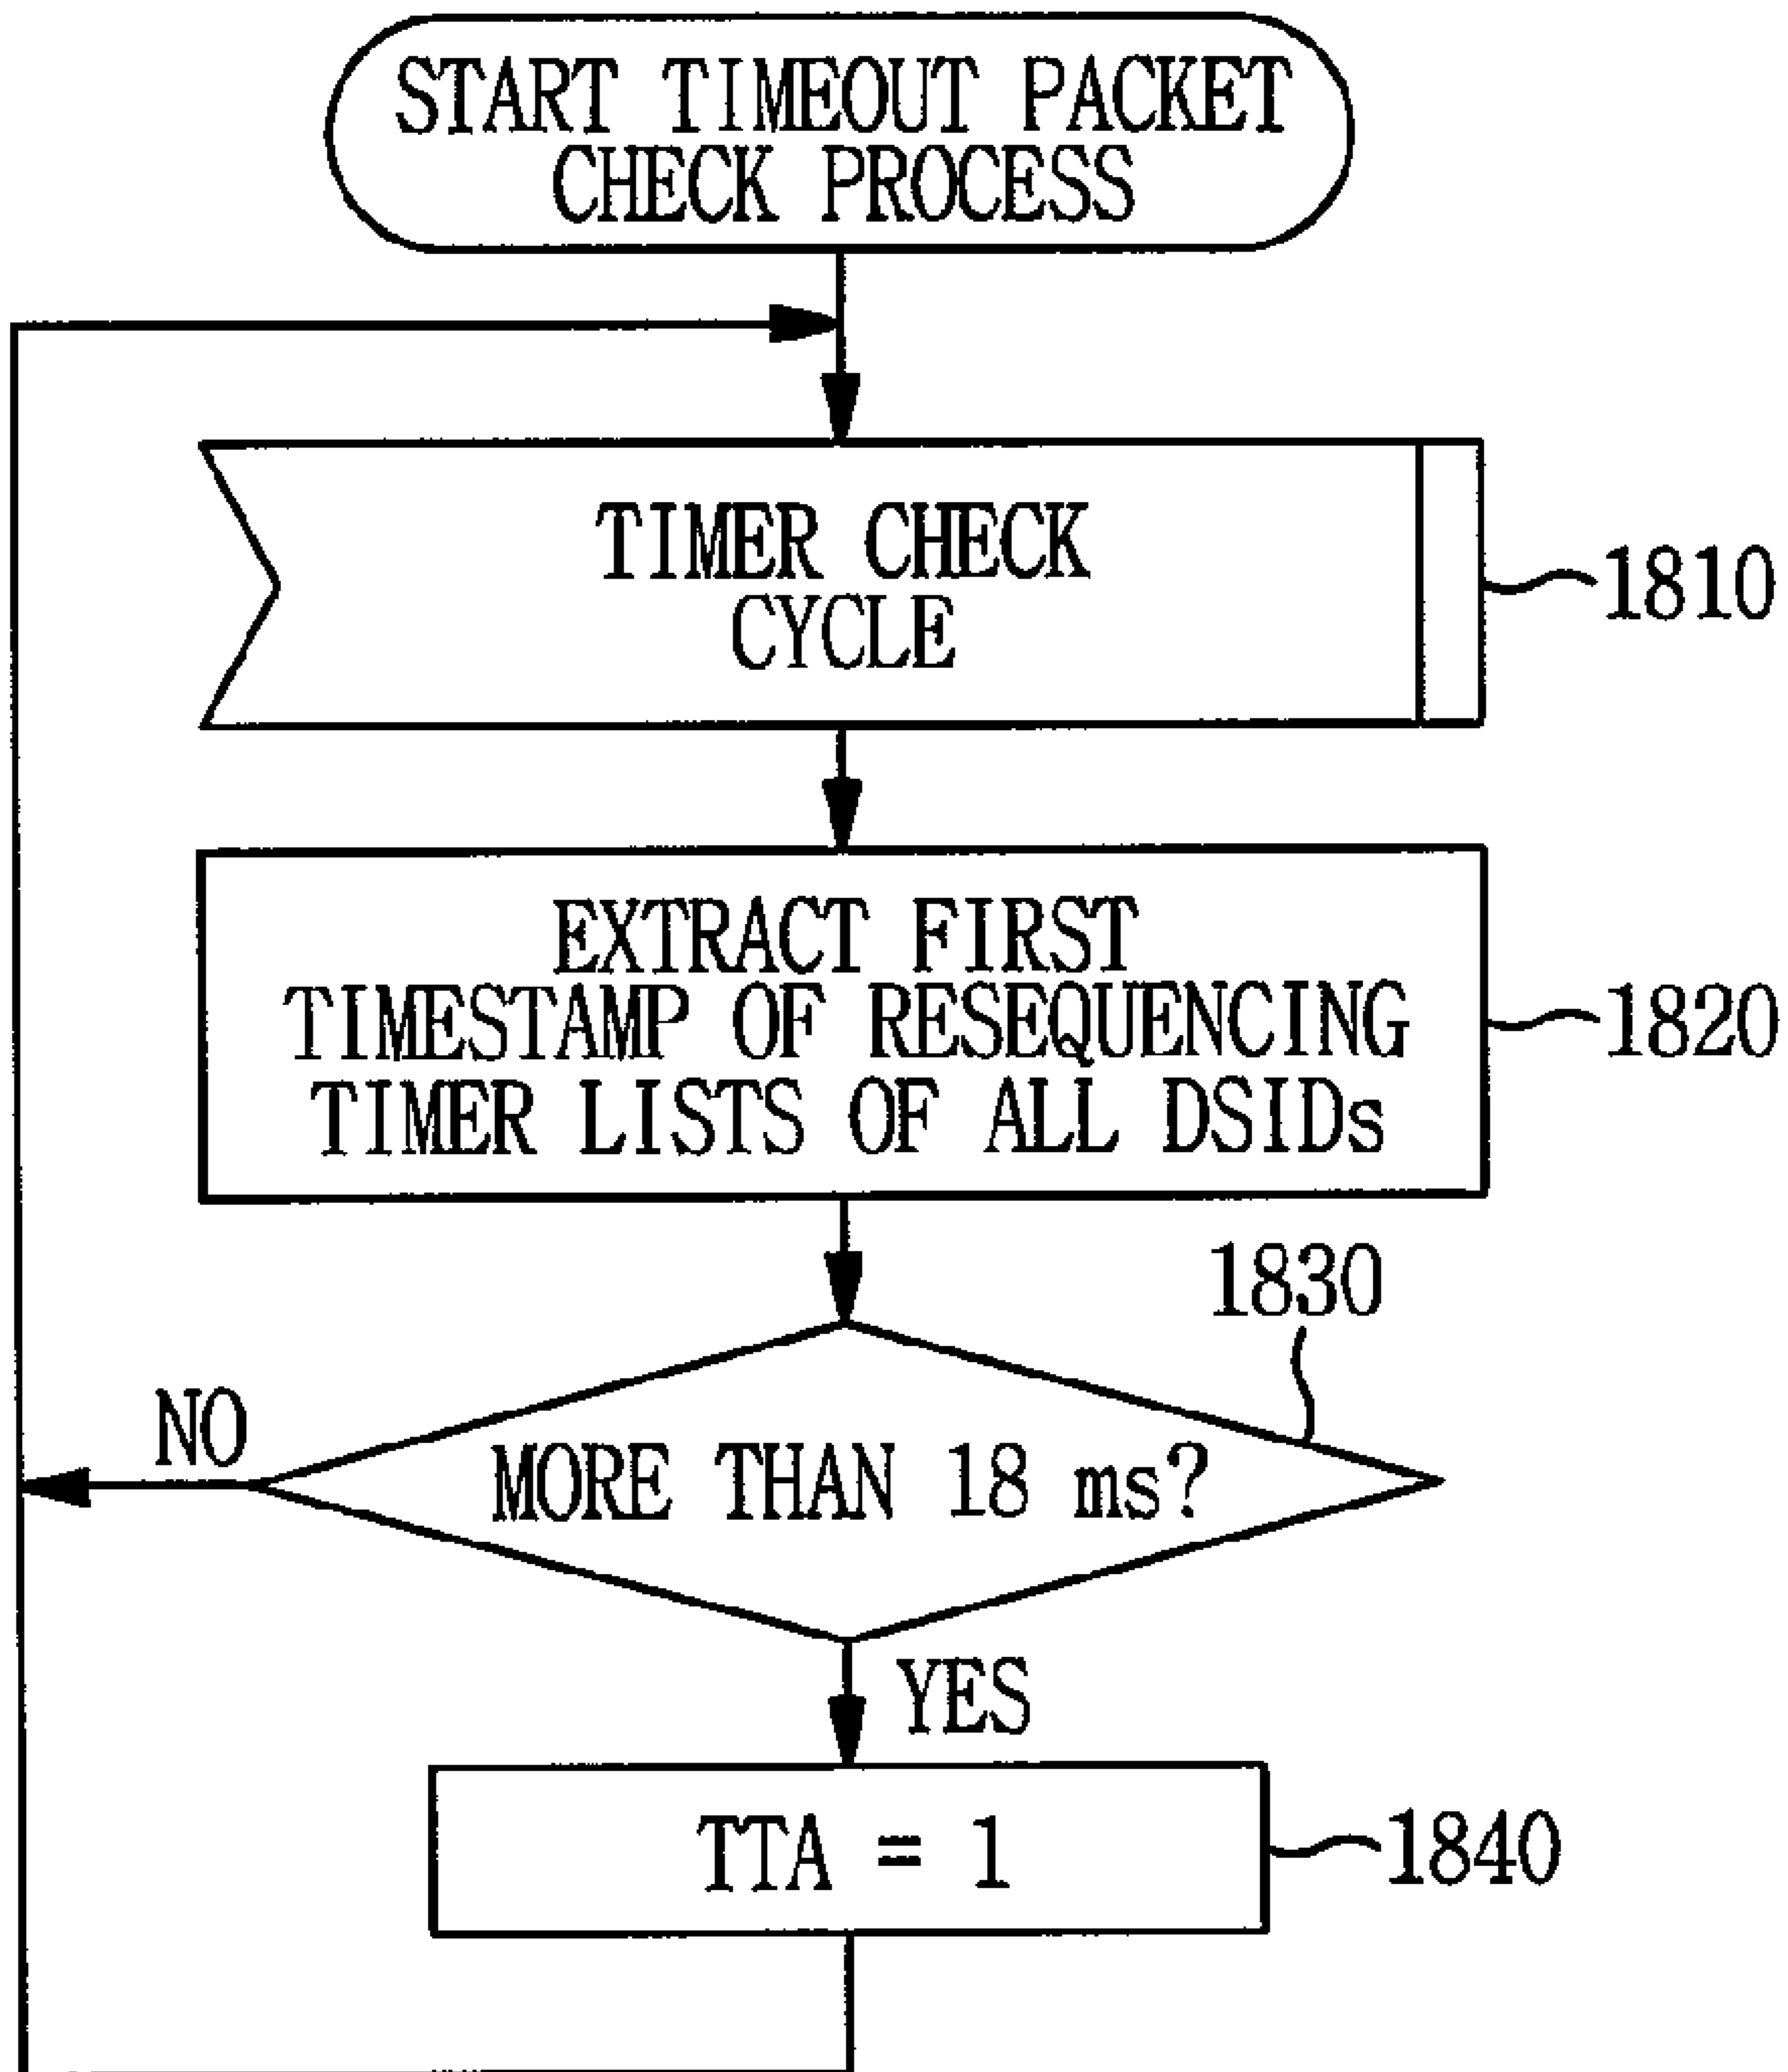 START TIMEOUT PACKET
CHECK PROCESS
TIMER CHECK
CYCLE
1810
EXTRACT FIRST
TIMESTAMP OF RESEQUENCING
TIMER LISTS OF ALL DSIDs
1820
1830
NO
MORE THAN 18 ms?
YES
TTA = 1
1840